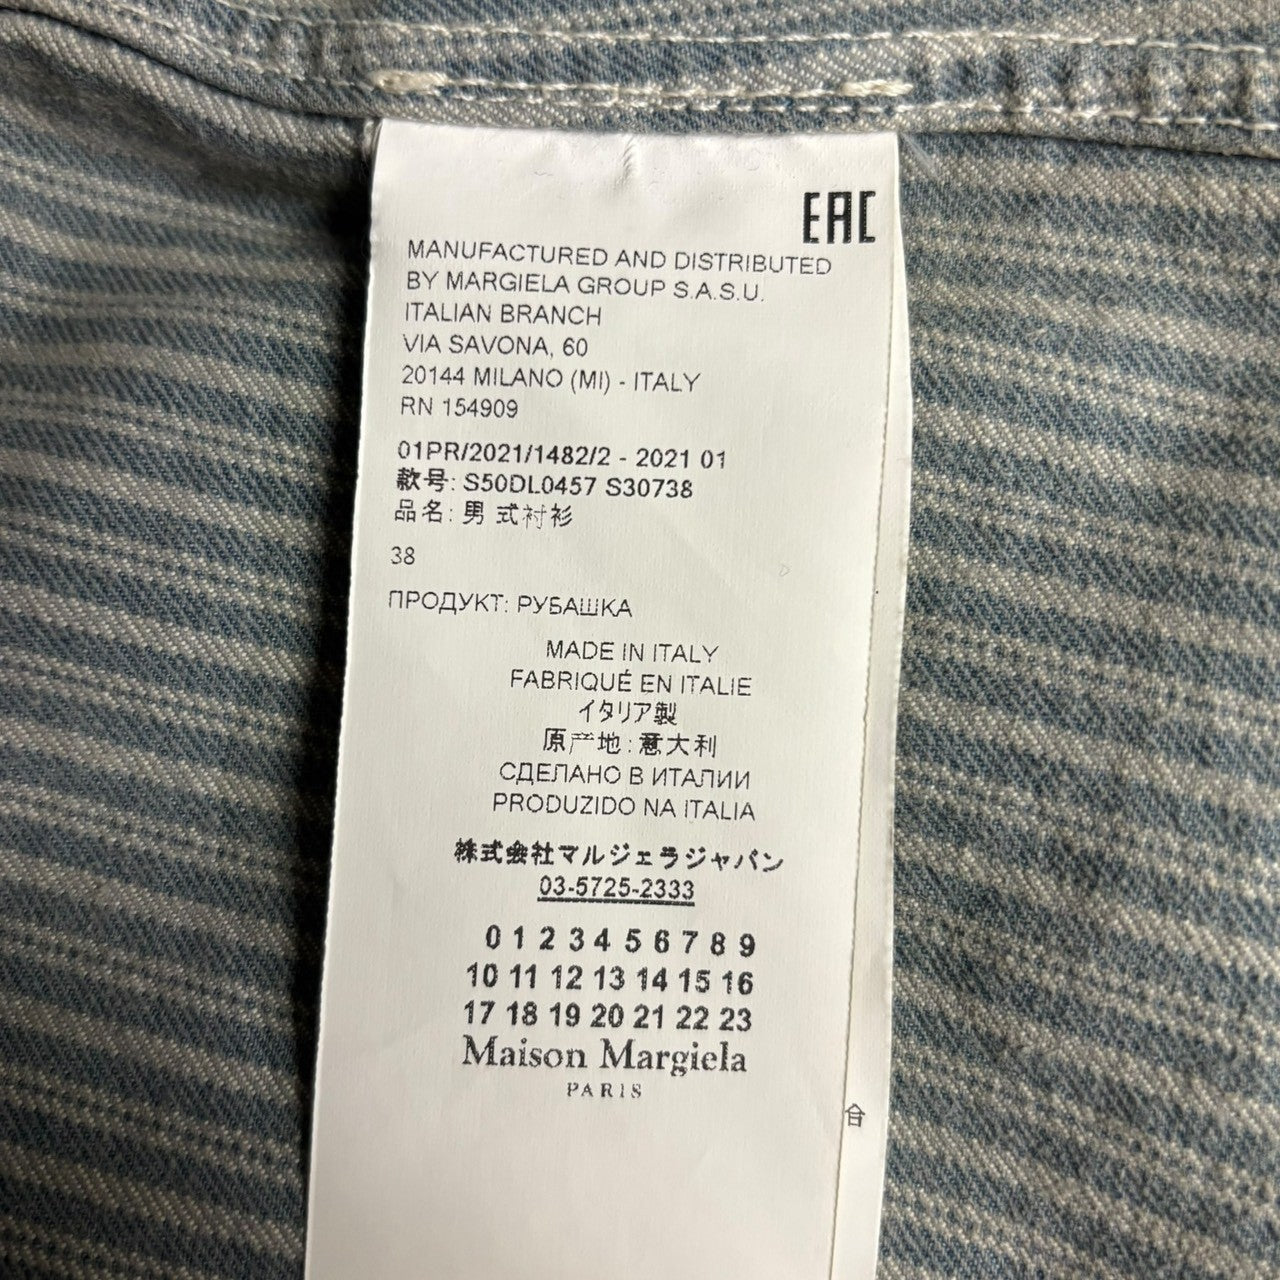 EAC
MANUFACTURED AND DISTRIBUTED
BY MARGIELA GROUP S.A.S.U.
ITALIAN BRANCH
VIA SAVONA, 60
20144 MILANO (MI) - ITALY
RN 154909
01PR/2021/1482/2 - 2021 01
款号: S50DL0457 S30738
品名: 男 式衬衫
38
ПРОДУКТ: РУБАШКА
MADE IN ITALY
FABRIQUÉ EN ITALIE
イタリア製
原产地:意大利
СДЕЛАНО В ИТАЛИИ
PRODUZIDO NA ITALIA
株式会社マルジェラジャパン
03-5725-2333
0 1 2 3 4 5 6 7 8 9
10 11 12 13 14 15 16
17 18 19 20 21 22 23
Maison Margiela
PARIS
合